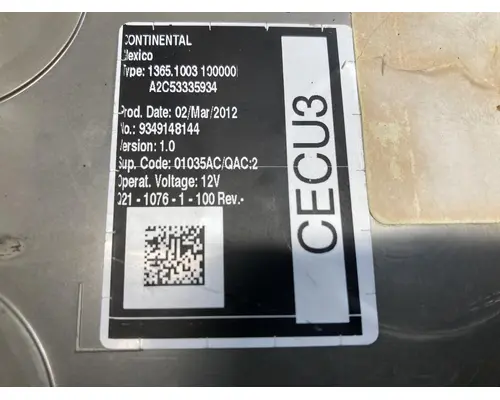 CONTINENTAL
Mexico
Type: 1365.1003 100000
A2C53335934
Prod. Date: 02/Mar/2012
No.: 9349148144
Version: 1.0
Sup. Code: 01035AC/QAC:2
Operat. Voltage: 12V
Q21 - 1076 - 1 - 100 Rev.-
CECU3